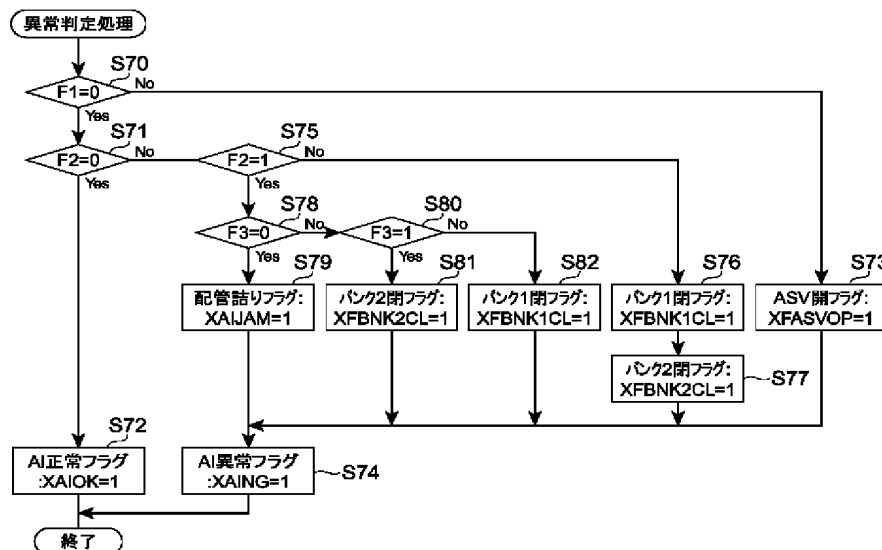 異常判定処理
S70
F1=0
No
Yes
S71
F2=0
No
Yes
S75
F2=1
No
Yes
S78
F3=0
No
Yes
S80
F3=1
No
Yes
S79
配管詰りフラグ:
XAIJAM=1
S81
バンク2閉フラグ:
XFBNK2CL=1
S82
バンク1閉フラグ:
XFBNK1CL=1
S76
バンク1閉フラグ:
XFBNK1CL=1
S73
ASV開フラグ:
XFASVOP=1
バンク2閉フラグ:
XFBNK2CL=1
S77
S72
AI正常フラグ
:XAIOK=1
AI異常フラグ
:XAING=1
S74
終了